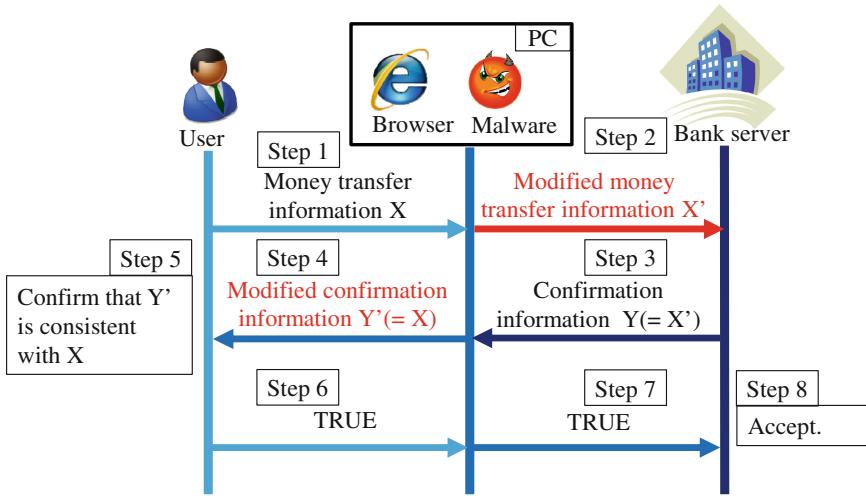 PC
Browser
Malware
User
Bank server
Step 1
Money transfer
information X
Step 2
Modified money
transfer information X’
Step 3
Confirmation
information Y(= X’)
Step 4
Modified confirmation
information Y’(= X)
Step 5
Confirm that Y’
is consistent
with X
Step 6
TRUE
Step 7
TRUE
Step 8
Accept.